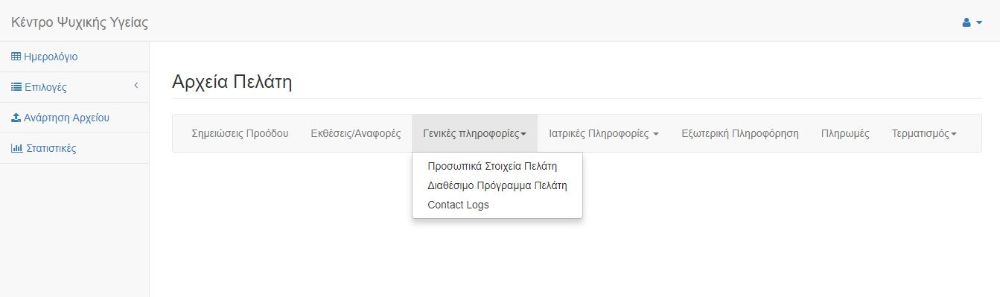 Κέντρο Ψυχικής Υγείας
Ημερολόγιο
Επιλογές
Ανάρτηση Αρχείου
Στατιστικές
Αρχεία Πελάτη
Σημειώσεις Προόδου Εκθέσεις/Αναφορές Γενικές πληροφορίες Ιατρικές Πληροφορίες Εξωτερική Πληροφόρηση Πληρωμές Τερματισμός
Προσωπικά Στοιχεία Πελάτη
Διαθέσιμο Πρόγραμμα Πελάτη
Contact Logs